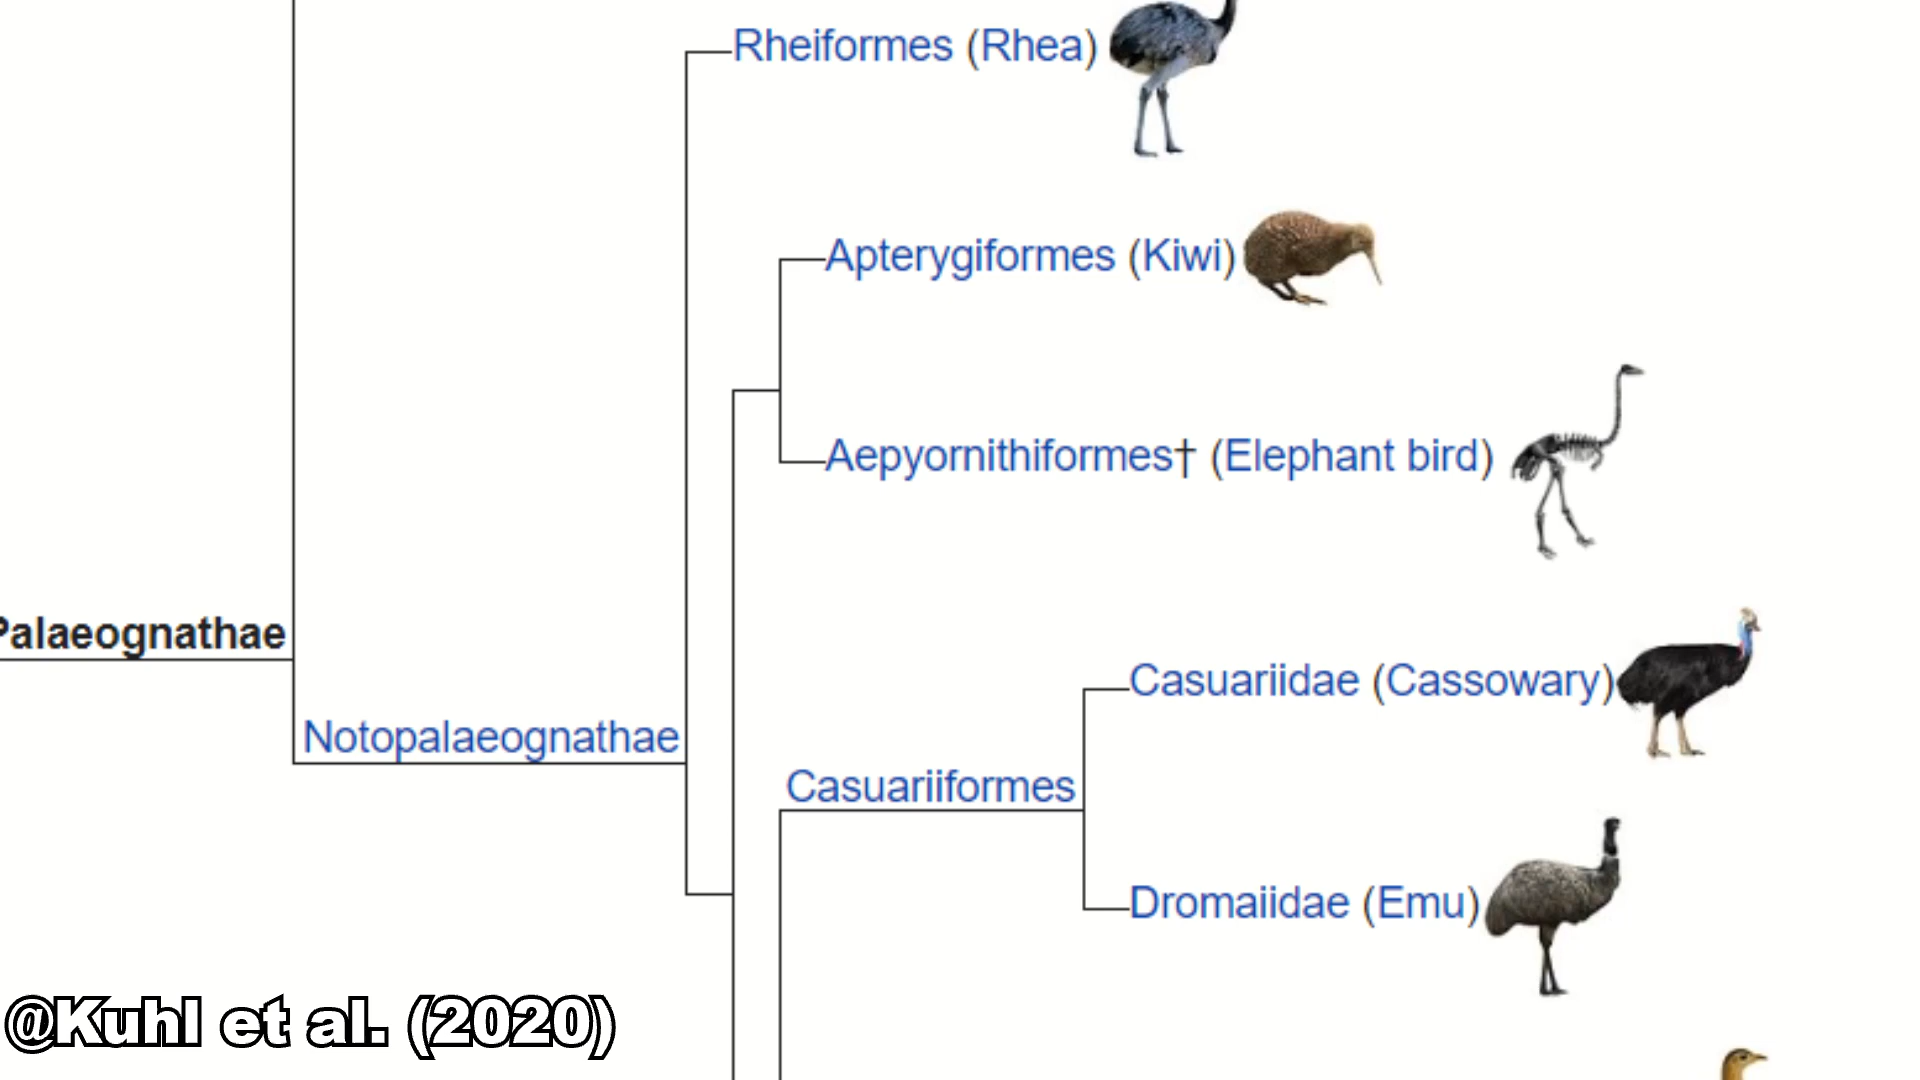 Rheiformes (Rhea)
Apterygiformes (Kiwi)
Aepyornithiformes† (Elephant bird)
Palaeognathae
Casuariidae (Cassowary)
Notopalaeognathae
Casuariiformes
Dromaiidae (Emu)
@Kuhl et al. (2020)